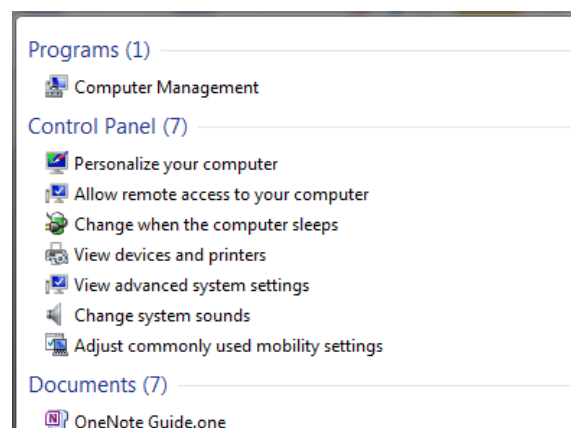 Programs (1)
Computer Management
Control Panel (7)
Personalize your computer
Allow remote access to your computer
Change when the computer sleeps
View devices and printers
View advanced system settings
Change system sounds
Adjust commonly used mobility settings
Documents (7)
OneNote Guide.one